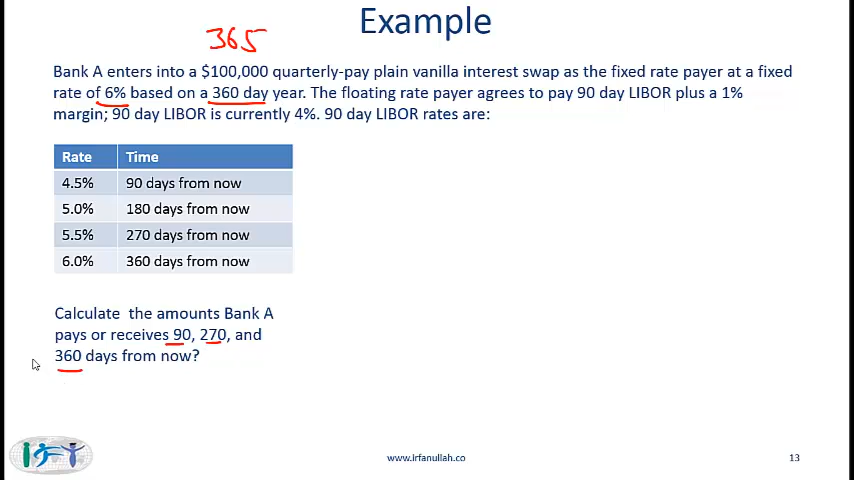 Example
365
Bank A enters into a $100,000 quarterly-pay plain vanilla interest swap as the fixed rate payer at a fixed
rate of 6% based on a 360 day year. The floating rate payer agrees to pay 90 day LIBOR plus a 1%
margin; 90 day LIBOR is currently 4%. 90 day LIBOR rates are:
Rate Time
4.5% 90 days from now
5.0% 180 days from now
5.5% 270 days from now
6.0% 360 days from now
Calculate the amounts Bank A
pays or receives 90, 270, and
360 days from now?
www.irfanullah.co
13